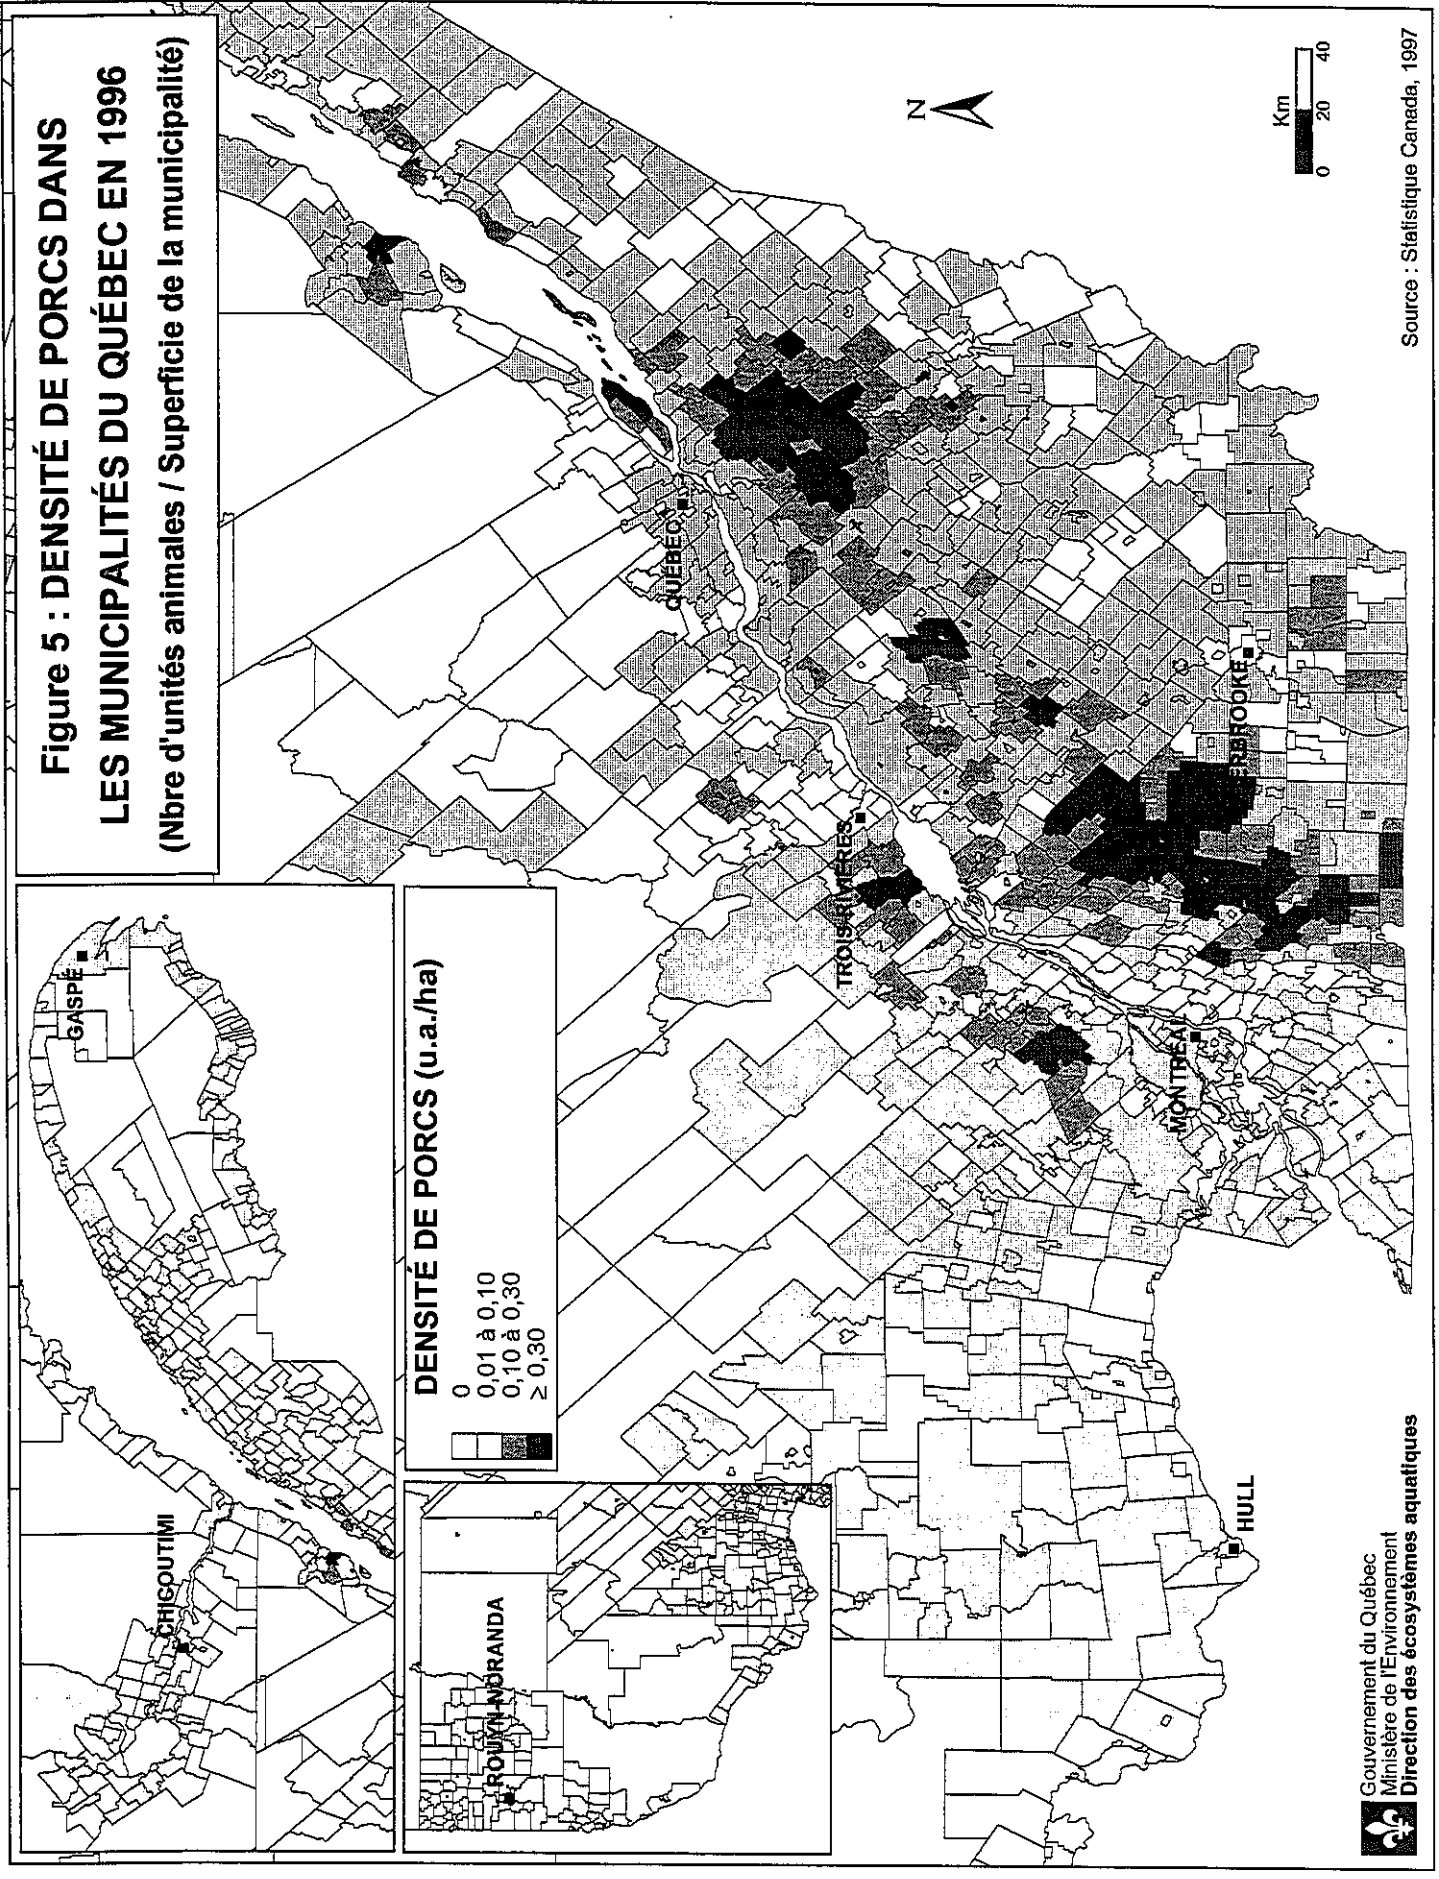 Figure 5 : DENSITÉ DE PORCS DANS
LES MUNICIPALITÉS DU QUÉBEC EN 1996
(Nbre d'unités animales / Superficie de la municipalité)
GASPÉ
CHICOUTIMI
DENSITÉ DE PORCS (u.a./ha)
0
0,01 à 0,10
0,10 à 0,30
≥ 0,30
ROUYN-NORANDA
QUÉBEC
TROIS-RIVIÈRES
ERBROOKE
MONTRÉAL
HULL
N
Km
0 20 40
Gouvernement du Québec
Ministère de l'Environnement
Direction des écosystèmes aquatiques
Source : Statistique Canada, 1997